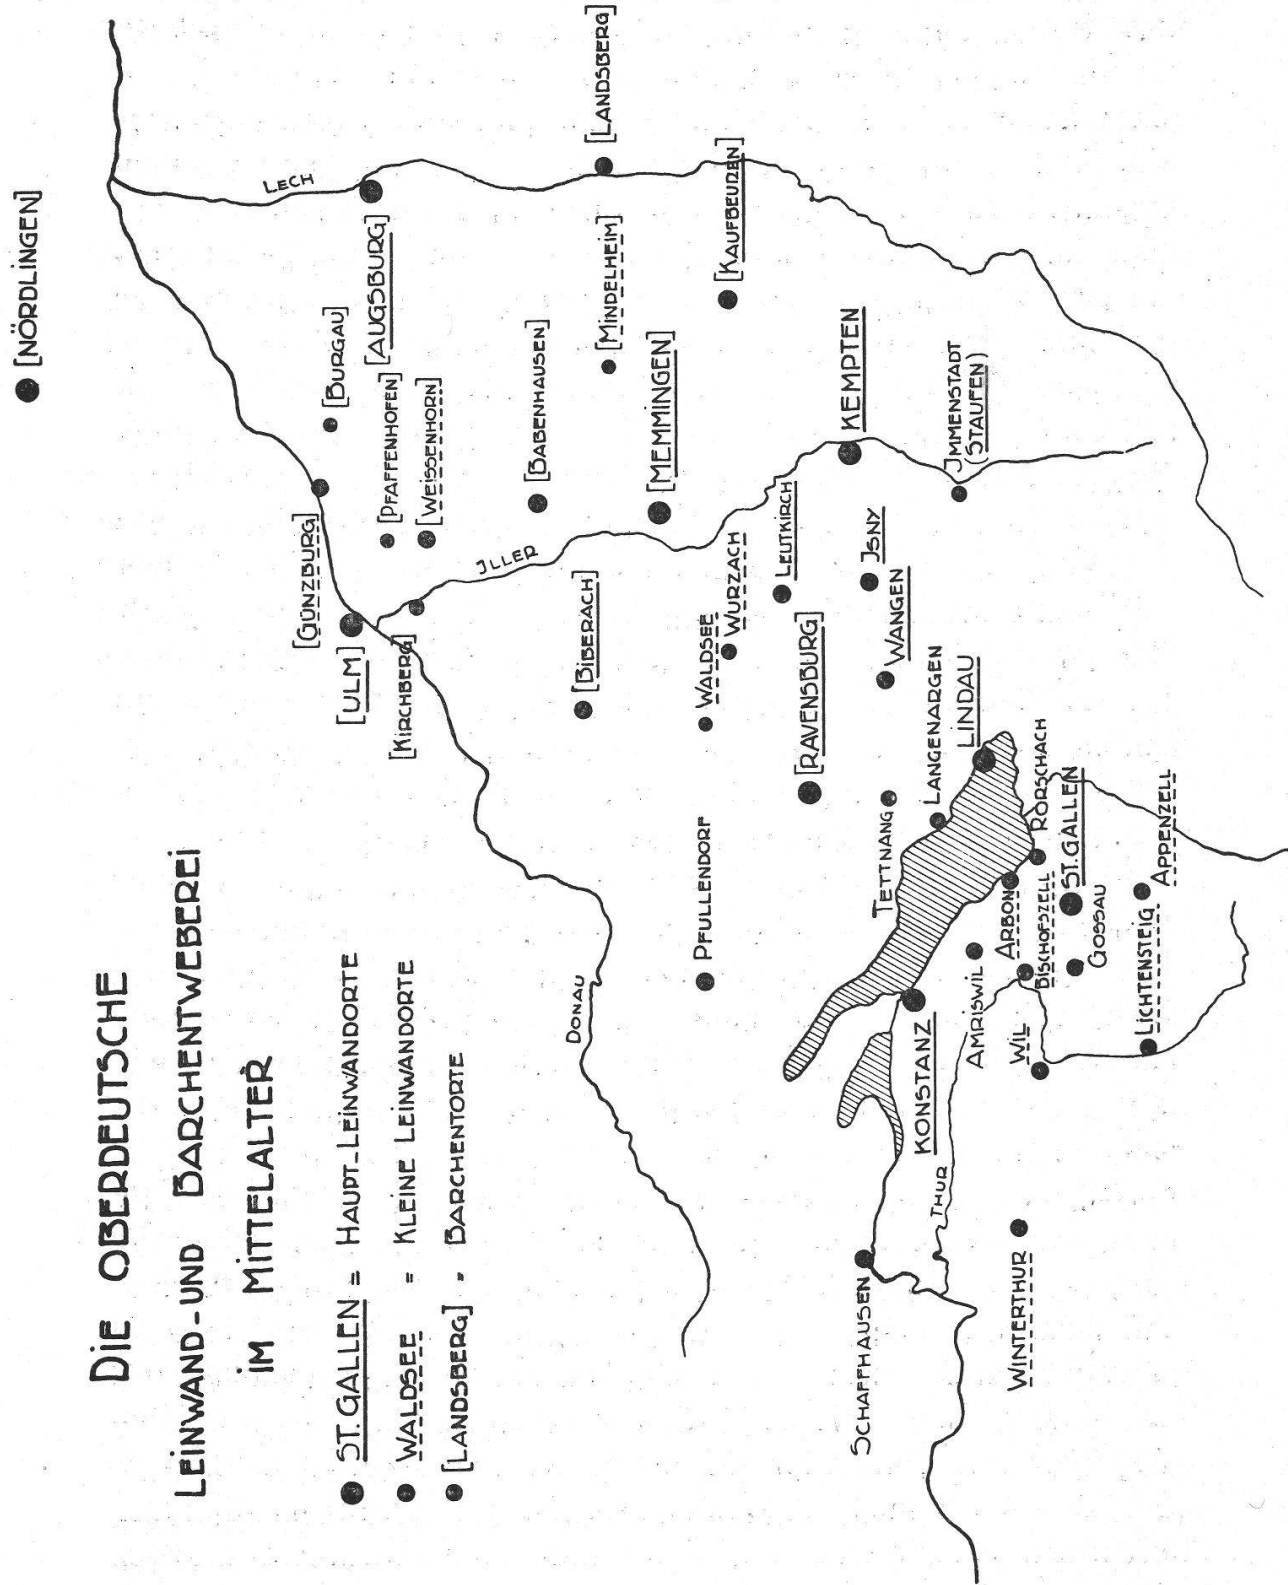 DIE OBERDEUTSCHE
LEINWAND-UND BARCHENTWEBEREI
IM MITTELALTER
ST. GALLEN = HAUPT-LEINWANDORTE
WALDSEE = KLEINE LEINWANDORTE
[LANDSBERG] = BARCHENTORTE
[NÖRDLINGEN]
LECH
[BURGAU]
[AUGSBURG]
[LANDSBERG]
[GÜNZBURG]
[PFAFFENHOFEN]
[WEISSENHORN]
[ULM]
[KIRCHBERG]
JLLER
[BABENHAUSEN]
[MINDELHEIM]
[MEMMINGEN]
[KAUFBEUREN]
[BIBERACH]
DONAU
WALDSEE
WURZACH
LEUTKIRCH
KEMPTEN
PFULLENDORF
[RAVENSBURG]
JSNY
WANGEN
JMMENSTADT
(STAUFEN)
TETTNANG
LANGENARGEN
LINDAU
KONSTANZ
SCHAFFHAUSEN
THUR
AMRISWIL
ARBON
RORSCHACH
BISCHOFSZELL
ST. GALLEN
WIL
GOSSAU
WINTERTHUR
LICHTENSTEIG
APPENZELL